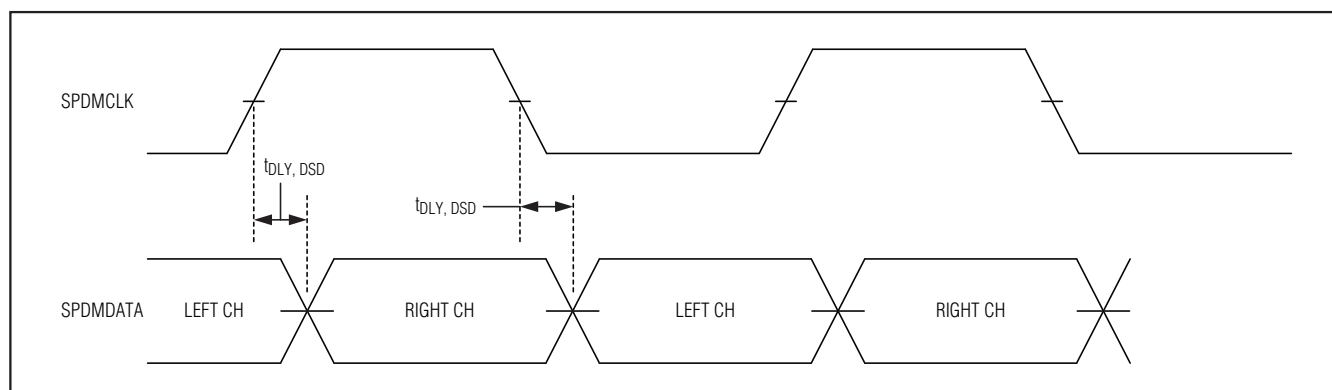 SPDMCLK
tDLY, DSD
tDLY, DSD
SPDMDATA
LEFT CH
RIGHT CH
LEFT CH
RIGHT CH